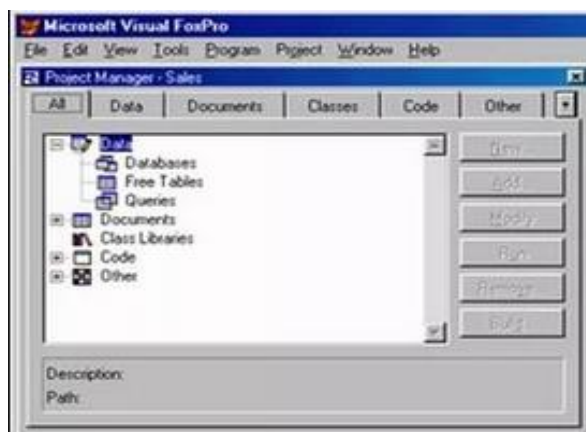 Microsoft Visual FoxPro
File Edit View Tools Program Project Window Help
Project Manager - Sales
All Data Documents Classes Code Other
Data
Databases
Free Tables
Queries
Documents
Class Libraries
Code
Other
New...
Add...
Modify
Run
Remove...
Build...
Description:
Path: